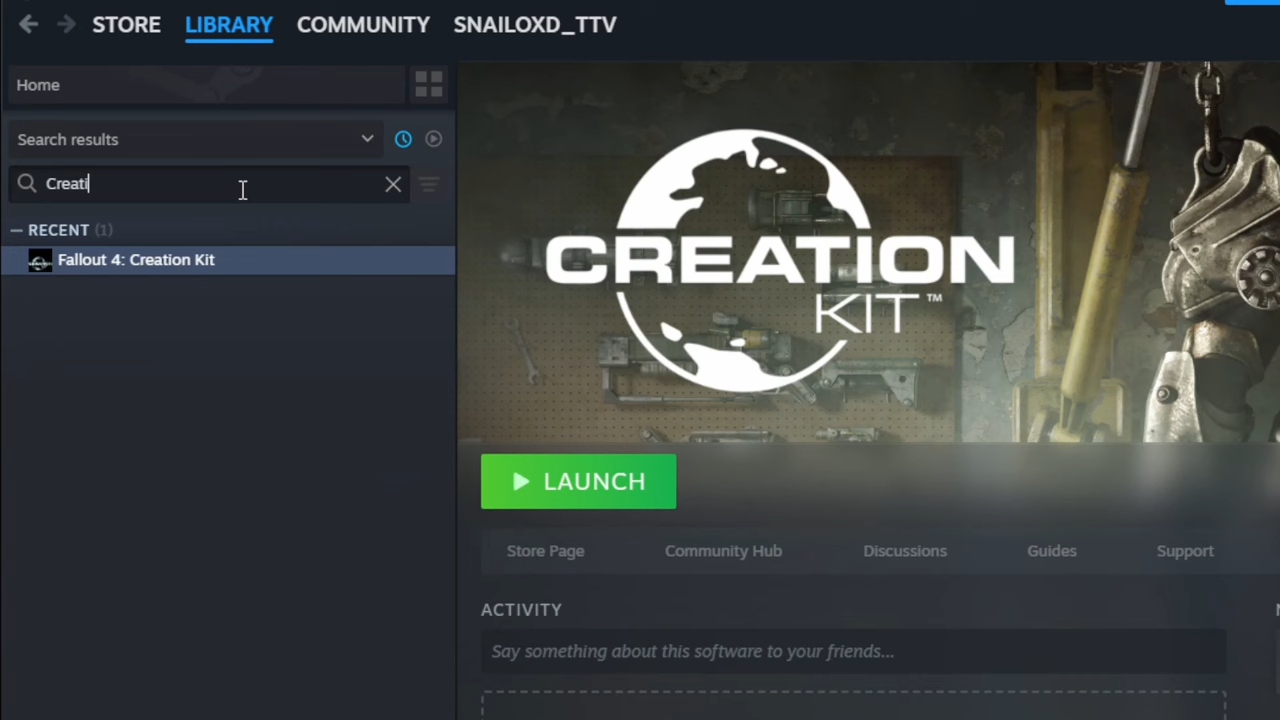 STORE LIBRARY COMMUNITY SNAILOXD_TTV
Home
Search results
Creati
RECENT (1)
Fallout 4: Creation Kit
CREATION
KIT™
LAUNCH
Store Page Community Hub Discussions Guides Support
ACTIVITY
Say something about this software to your friends...